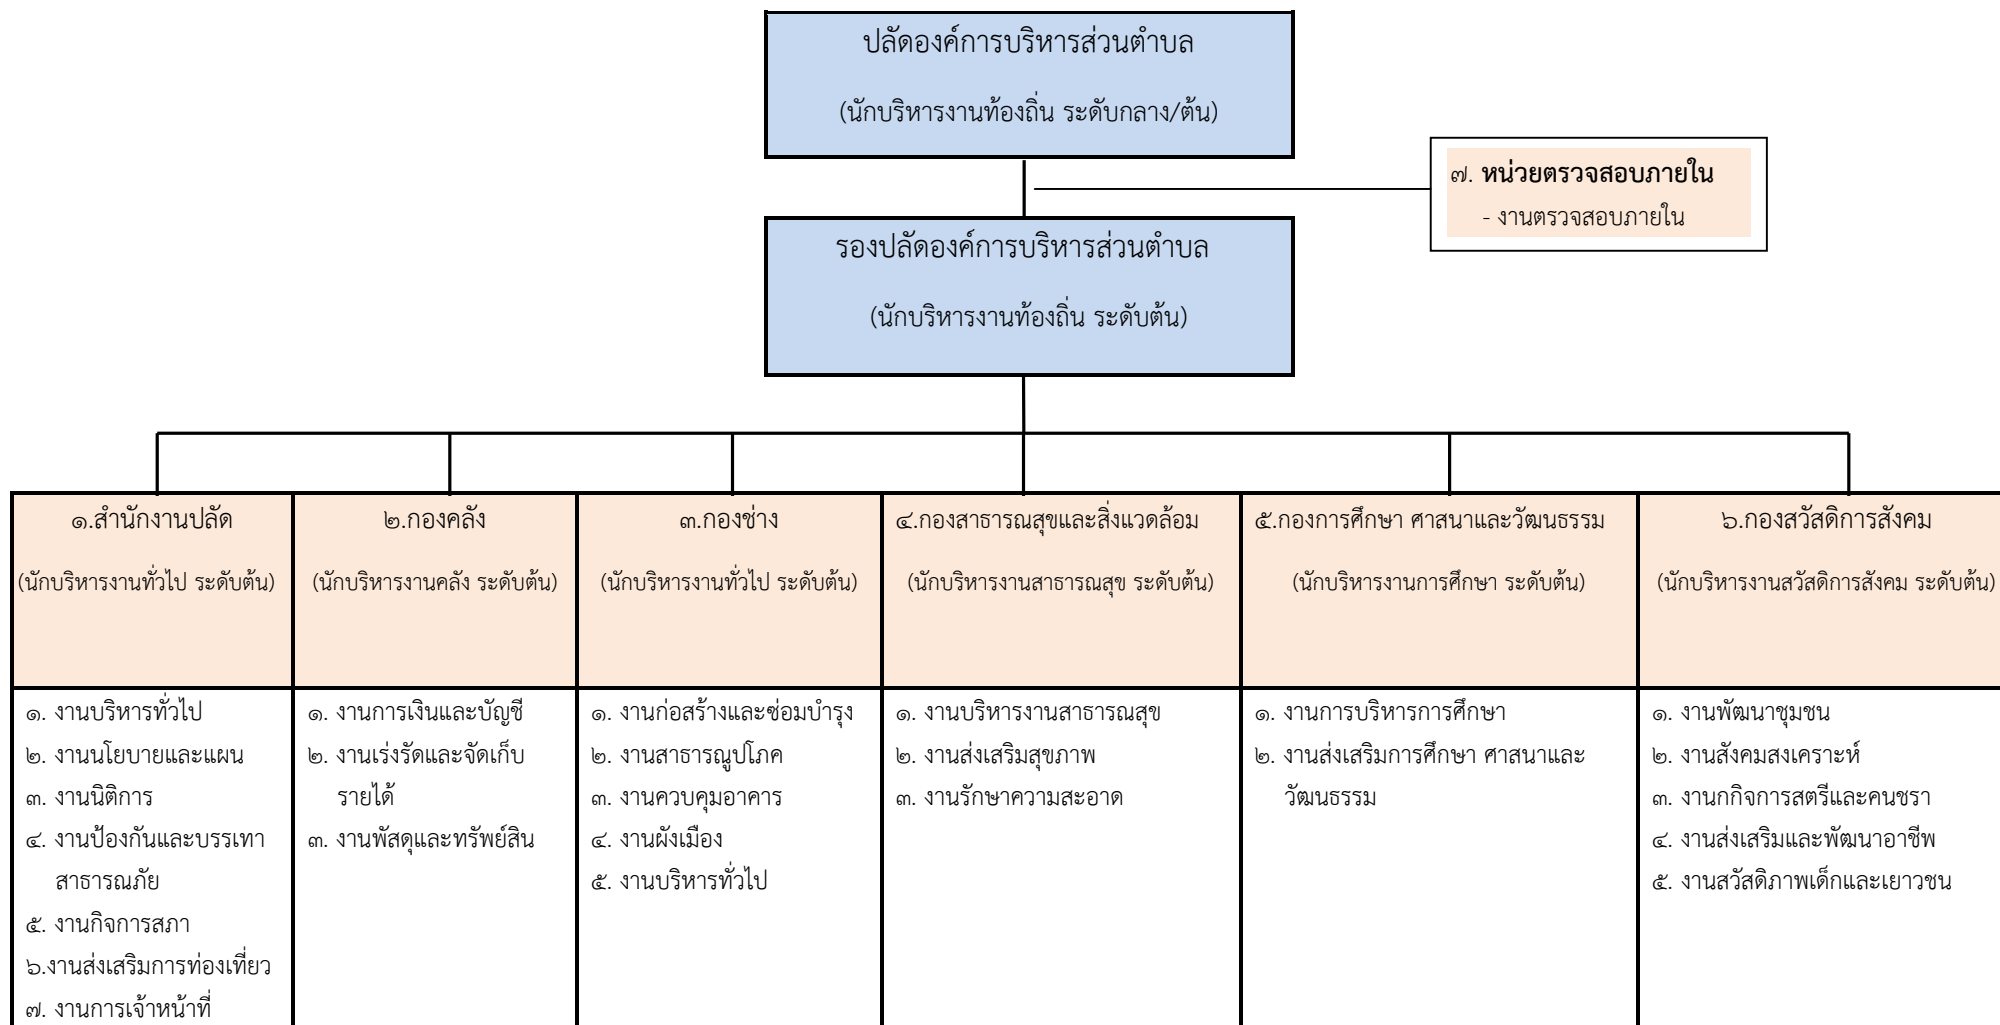 ปลัดองค์การบริหารส่วนตำบล
(นักบริหารงานท้องถิ่น ระดับกลาง/ต้น)
๗. หน่วยตรวจสอบภายใน
- งานตรวจสอบภายใน
รองปลัดองค์การบริหารส่วนตำบล
(นักบริหารงานท้องถิ่น ระดับต้น)
๑.สำนักงานปลัด
(นักบริหารงานทั่วไป ระดับต้น)
๑. งานบริหารทั่วไป
๒. งานนโยบายและแผน
๓. งานนิติการ
๔. งานป้องกันและบรรเทา
สาธารณภัย
๕. งานกิจการสภา
๖.งานส่งเสริมการท่องเที่ยว
๗. งานการเจ้าหน้าที่
๒.กองคลัง
(นักบริหารงานคลัง ระดับต้น)
๑. งานการเงินและบัญชี
๒. งานเร่งรัดและจัดเก็บ
รายได้
๓. งานพัสดุและทรัพย์สิน
๓.กองช่าง
(นักบริหารงานทั่วไป ระดับต้น)
๑. งานก่อสร้างและซ่อมบำรุง
๒. งานสาธารณูปโภค
๓. งานควบคุมอาคาร
๔. งานผังเมือง
๕. งานบริหารทั่วไป
๔.กองสาธารณสุขและสิ่งแวดล้อม
(นักบริหารงานสาธารณสุข ระดับต้น)
๑. งานบริหารงานสาธารณสุข
๒. งานส่งเสริมสุขภาพ
๓. งานรักษาความสะอาด
๕.กองการศึกษา ศาสนาและวัฒนธรรม
(นักบริหารงานการศึกษา ระดับต้น)
๑. งานการบริหารการศึกษา
๒. งานส่งเสริมการศึกษา ศาสนาและ
วัฒนธรรม
๖.กองสวัสดิการสังคม
(นักบริหารงานสวัสดิการสังคม ระดับต้น)
๑. งานพัฒนาชุมชน
๒. งานสังคมสงเคราะห์
๓. งานกกิจการสตรีและคนชรา
๔. งานส่งเสริมและพัฒนาอาชีพ
๕. งานสวัสดิภาพเด็กและเยาวชน